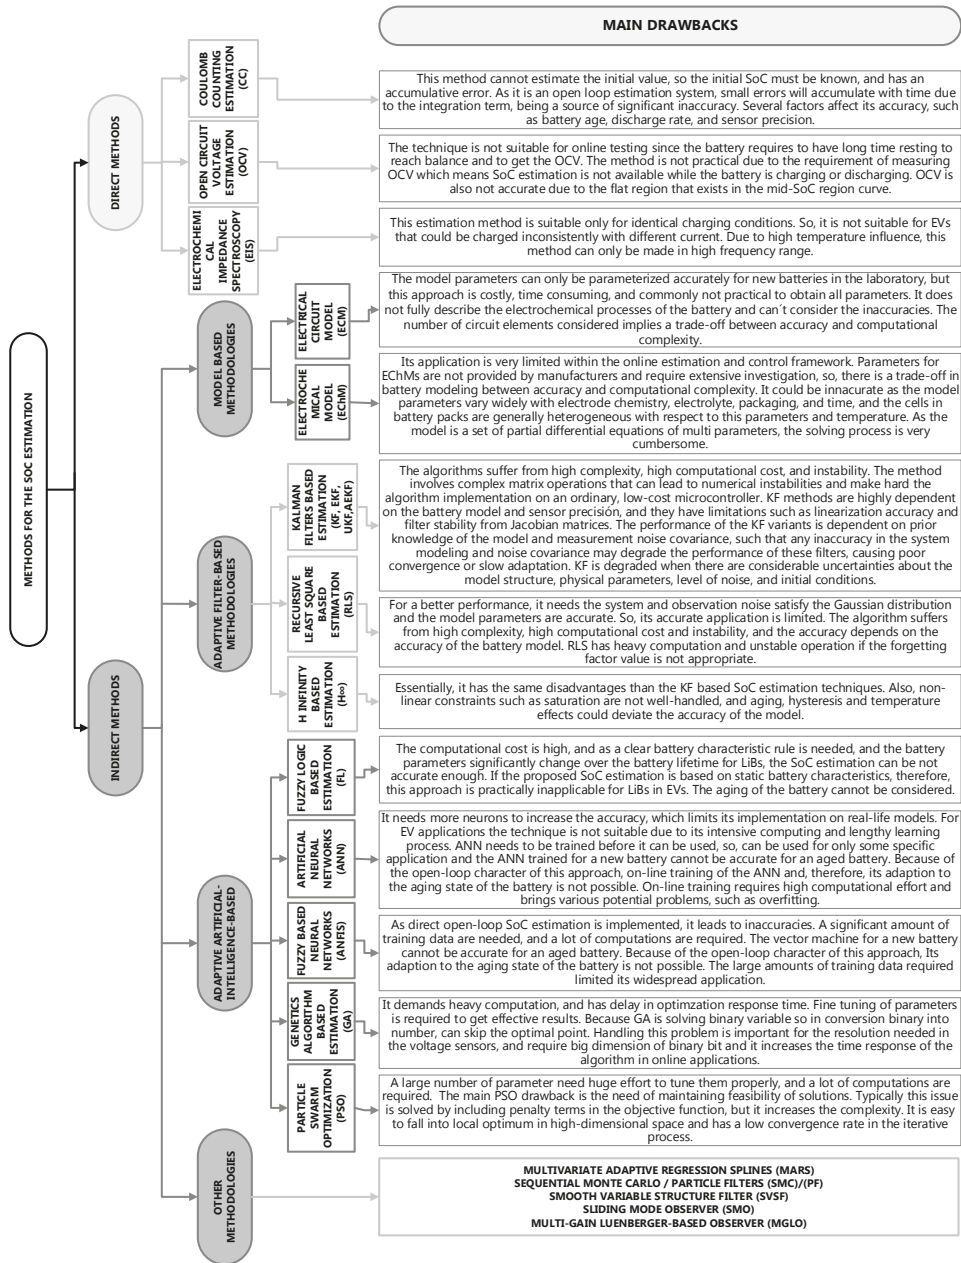 MAIN DRAWBACKS
METHODS FOR THE SOC ESTIMATION
DIRECT METHODS
COULOMB
COUNTING
ESTIMATION
(CC)
This method cannot estimate the initial value, so the initial SoC must be known, and has an
accumulative error. As it is an open loop estimation system, small errors will accumulate with time due
to the integration term, being a source of significant inaccuracy. Several factors affect its accuracy, such
as battery age, discharge rate, and sensor precision.
OPEN CIRCUIT
VOLTAGE
ESTIMATION
(OCV)
The technique is not suitable for online testing since the battery requires to have long time resting to
reach balance and to get the OCV. The method is not practical due to the requirement of measuring
OCV which means SoC estimation is not available while the battery is charging or discharging. OCV is
also not accurate due to the flat region that exists in the mid-SoC region curve.
ELECTROCHEMI
CAL
IMPEDANCE
SPECTROSCOPY
(EIS)
This estimation method is suitable only for identical charging conditions. So, it is not suitable for EVs
that could be charged inconsistently with different current. Due to high temperature influence, this
method can only be made in high frequency range.
INDIRECT METHODS
MODEL BASED
METHODOLOGIES
ELECTRICAL
CIRCUIT
MODEL
(ECM)
The model parameters can only be parameterized accurately for new batteries in the laboratory, but
this approach is costly, time consuming, and commonly not practical to obtain all parameters. It does
not fully describe the electrochemical processes of the battery and can´t consider the inaccuracies. The
number of circuit elements considered implies a trade-off between accuracy and computational
complexity.
ELECTROCHE
MICAL
MODEL
(EChM)
Its application is very limited within the online estimation and control framework. Parameters for
EChMs are not provided by manufacturers and require extensive investigation, so, there is a trade-off in
battery modeling between accuracy and computational complexity. It could be innacurate as the model
parameters vary widely with electrode chemistry, electrolyte, packaging, and time, and the cells in
battery packs are generally heterogeneous with respect to this parameters and temperature. As the
model is a set of partial differential equations of multi parameters, the solving process is very
cumbersome.
ADAPTIVE FILTER-BASED
METHODOLOGIES
KALMAN
FILTERS BASED
ESTIMATION
(KF, EKF,
UKF,AEKF)
The algorithms suffer from high complexity, high computational cost, and instability. The method
involves complex matrix operations that can lead to numerical instabilities and make hard the
algorithm implementation on an ordinary, low-cost microcontroller. KF methods are highly dependent
on the battery model and sensor precisión, and they have limitations such as linearization accuracy and
filter stability from Jacobian matrices. The performance of the KF variants is dependent on prior
knowledge of the model and measurement noise covariance, such that any inaccuracy in the system
modeling and noise covariance may degrade the performance of these filters, causing poor
convergence or slow adaptation. KF is degraded when there are considerable uncertainties about the
model structure, physical parameters, level of noise, and initial conditions.
RECURSIVE
LEAST SQUARE
BASED
ESTIMATION
(RLS)
For a better performance, it needs the system and observation noise satisfy the Gaussian distribution
and the model parameters are accurate. So, its accurate application is limited. The algorithm suffers
from high complexity, high computational cost and instability, and the accuracy depends on the
accuracy of the battery model. RLS has heavy computation and unstable operation if the forgetting
factor value is not appropriate.
H INFINITY
BASED
ESTIMATION
(H∞)
Essentially, it has the same disadvantages than the KF based SoC estimation techniques. Also, non-
linear constraints such as saturation are not well-handled, and aging, hysteresis and temperature
effects could deviate the accuracy of the model.
ADAPTIVE ARTIFICIAL-
INTELLIGENCE-BASED
FUZZY LOGIC
BASED
ESTIMATION
(FL)
The computational cost is high, and as a clear battery characteristic rule is needed, and the battery
parameters significantly change over the battery lifetime for LiBs, the SoC estimation can be not
accurate enough. If the proposed SoC estimation is based on static battery characteristics, therefore,
this approach is practically inapplicable for LiBs in EVs. The aging of the battery cannot be considered.
ARTIFICIAL
NEURAL
NETWORKS
(ANN)
It needs more neurons to increase the accuracy, which limits its implementation on real-life models. For
EV applications the technique is not suitable due to its intensive computing and lengthy learning
process. ANN needs to be trained before it can be used, so, can be used for only some specific
application and the ANN trained for a new battery cannot be accurate for an aged battery. Because of
the open-loop character of this approach, on-line training of the ANN and, therefore, its adaption to
the aging state of the battery is not possible. On-line training requires high computational effort and
brings various potential problems, such as overfitting.
FUZZY BASED
NEURAL
NETWORKS
(ANFIS)
As direct open-loop SoC estimation is implemented, it leads to inaccuracies. A significant amount of
training data are needed, and a lot of computations are required. The vector machine for a new battery
cannot be accurate for an aged battery. Because of the open-loop character of this approach, Its
adaption to the aging state of the battery is not possible. The large amounts of training data required
limited its widespread application.
GENETICS
ALGORITHM
BASED
ESTIMATION
(GA)
It demands heavy computation, and has delay in optimzation response time. Fine tuning of parameters
is required to get effective results. Because GA is solving binary variable so in conversion binary into
number, can skip the optimal point. Handling this problem is important for the resolution needed in
the voltage sensors, and require big dimension of binary bit and it increases the time response of the
algorithm in online applications.
PARTICLE
SWARM
OPTIMIZATION
(PSO)
A large number of parameter need huge effort to tune them properly, and a lot of computations are
required. The main PSO drawback is the need of maintaining feasibility of solutions. Typically this issue
is solved by including penalty terms in the objective function, but it increases the complexity. It is easy
to fall into local optimum in high-dimensional space and has a low convergence rate in the iterative
process.
OTHER
METHODOLOGIES
MULTIVARIATE ADAPTIVE REGRESSION SPLINES (MARS)
SEQUENTIAL MONTE CARLO / PARTICLE FILTERS (SMC)/(PF)
SMOOTH VARIABLE STRUCTURE FILTER (SVSF)
SLIDING MODE OBSERVER (SMO)
MULTI-GAIN LUENBERGER-BASED OBSERVER (MGLO)